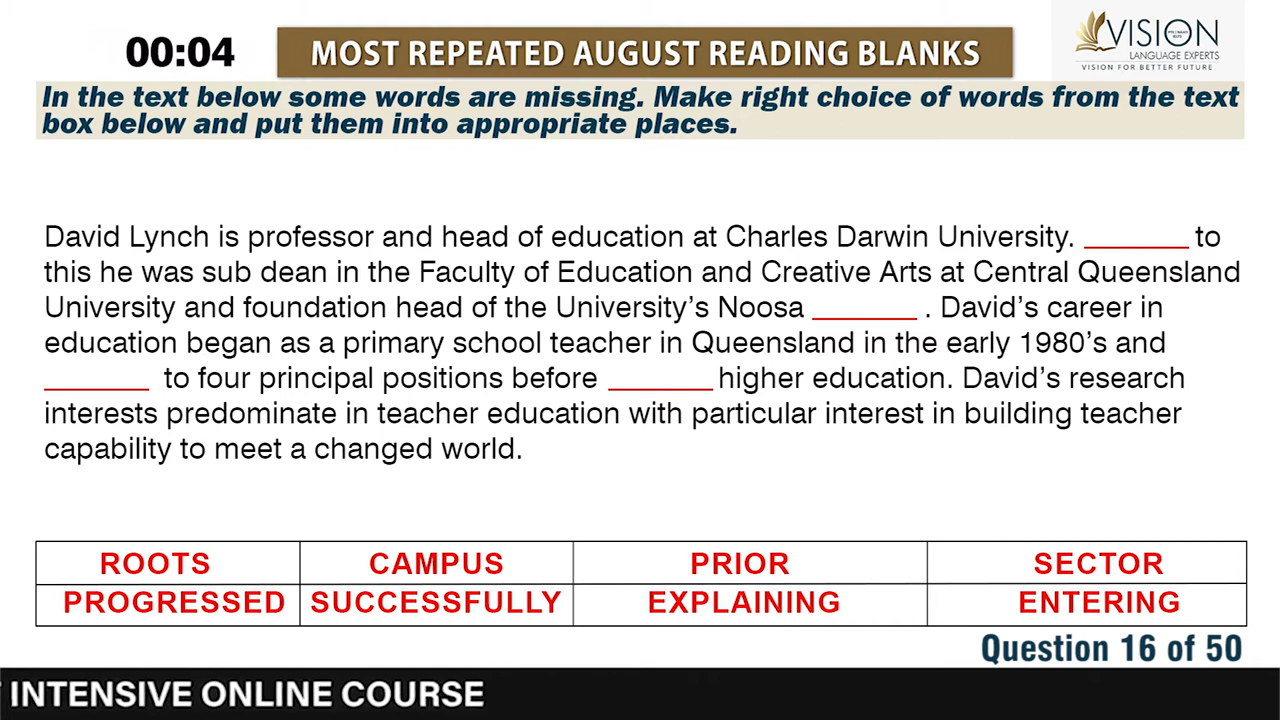 00:04
MOST REPEATED AUGUST READING BLANKS
VISION
LANGUAGE EXPERTS
VISION FOR BETTER FUTURE
In the text below some words are missing. Make right choice of words from the text
box below and put them into appropriate places.
David Lynch is professor and head of education at Charles Darwin University. _______ to
this he was sub dean in the Faculty of Education and Creative Arts at Central Queensland
University and foundation head of the University’s Noosa _______ . David’s career in
education began as a primary school teacher in Queensland in the early 1980’s and
_______ to four principal positions before _______ higher education. David’s research
interests predominate in teacher education with particular interest in building teacher
capability to meet a changed world.
ROOTS CAMPUS PRIOR SECTOR
PROGRESSED SUCCESSFULLY EXPLAINING ENTERING
Question 16 of 50
INTENSIVE ONLINE COURSE